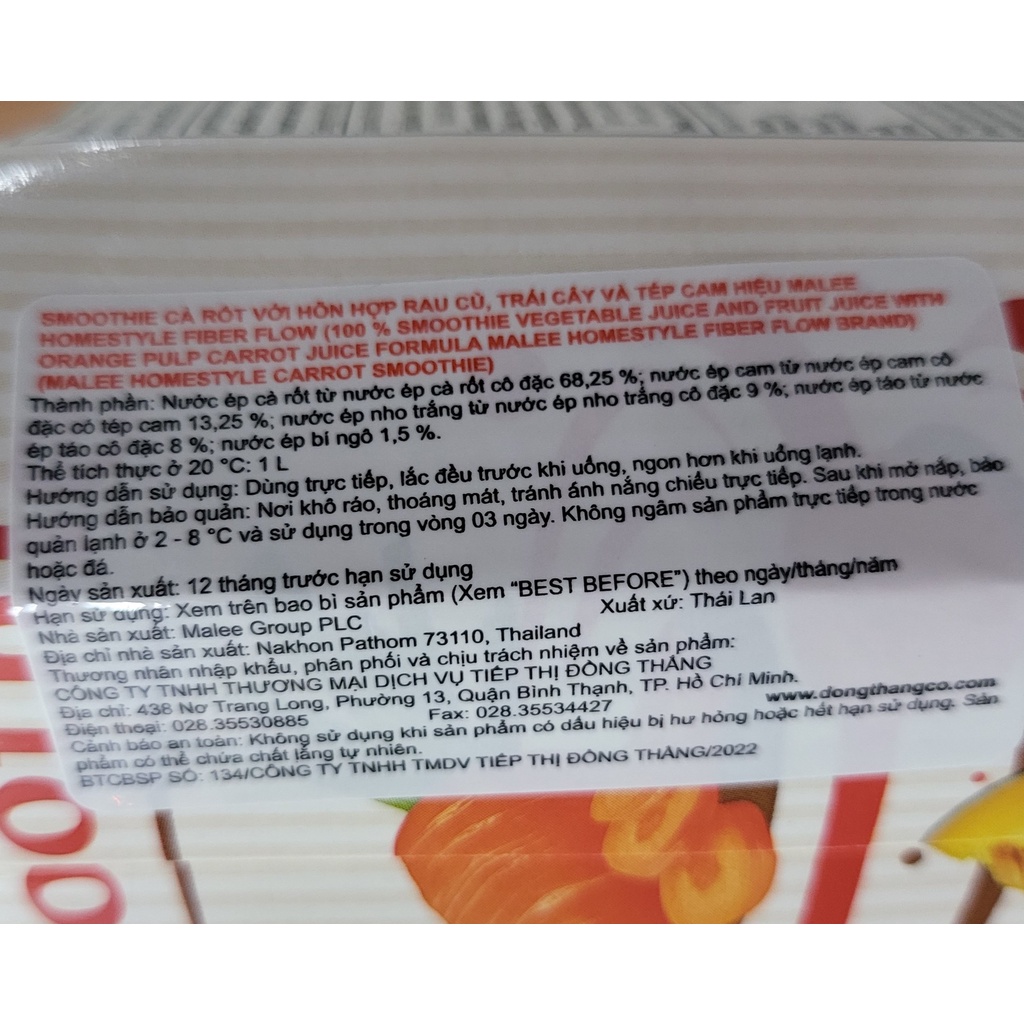 SMOOTHIE CÀ RỐT VỚI HỖN HỢP RAU CỦ, TRÁI CÂY VÀ TÉP CAM HIỆU MALEE
HOMESTYLE FIBER FLOW (100 % SMOOTHIE VEGETABLE JUICE AND FRUIT JUICE WITH
ORANGE PULP CARROT JUICE FORMULA MALEE HOMESTYLE FIBER FLOW BRAND)
(MALEE HOMESTYLE CARROT SMOOTHIE)
Thành phần: Nước ép cà rốt từ nước ép cà rốt cô đặc 68,25 %; nước ép cam từ nước ép cam cô
đặc có tép cam 13,25 %; nước ép nho trắng từ nước ép nho trắng cô đặc 9 %; nước ép táo từ nước
ép táo cô đặc 8 %; nước ép bí ngô 1,5 %.
Thể tích thực ở 20 °C: 1 L
Hướng dẫn sử dụng: Dùng trực tiếp, lắc đều trước khi uống, ngon hơn khi uống lạnh.
Hướng dẫn bảo quản: Nơi khô ráo, thoáng mát, tránh ánh nắng chiếu trực tiếp. Sau khi mở nắp, bảo
quản lạnh ở 2 - 8 °C và sử dụng trong vòng 03 ngày. Không ngâm sản phẩm trực tiếp trong nước
hoặc đá.
Ngày sản xuất: 12 tháng trước hạn sử dụng
Hạn sử dụng: Xem trên bao bì sản phẩm (Xem “BEST BEFORE”) theo ngày/tháng/năm
Nhà sản xuất: Malee Group PLC Xuất xứ: Thái Lan
Địa chỉ nhà sản xuất: Nakhon Pathom 73110, Thailand
Thương nhân nhập khẩu, phân phối và chịu trách nhiệm về sản phẩm:
CÔNG TY TNHH THƯƠNG MẠI DỊCH VỤ TIẾP THỊ ĐÔNG THĂNG
Địa chỉ: 438 Nơ Trang Long, Phường 13, Quận Bình Thạnh, TP. Hồ Chí Minh.
Điện thoại: 028.35530885 Fax: 028.35534427 www.dongthangco.com
Cảnh báo an toàn: Không sử dụng khi sản phẩm có dấu hiệu bị hư hỏng hoặc hết hạn sử dụng. Sản
phẩm có thể chứa chất lắng tự nhiên.
BTCBSP SỐ: 134/CÔNG TY TNHH TMDV TIẾP THỊ ĐÔNG THĂNG/2022